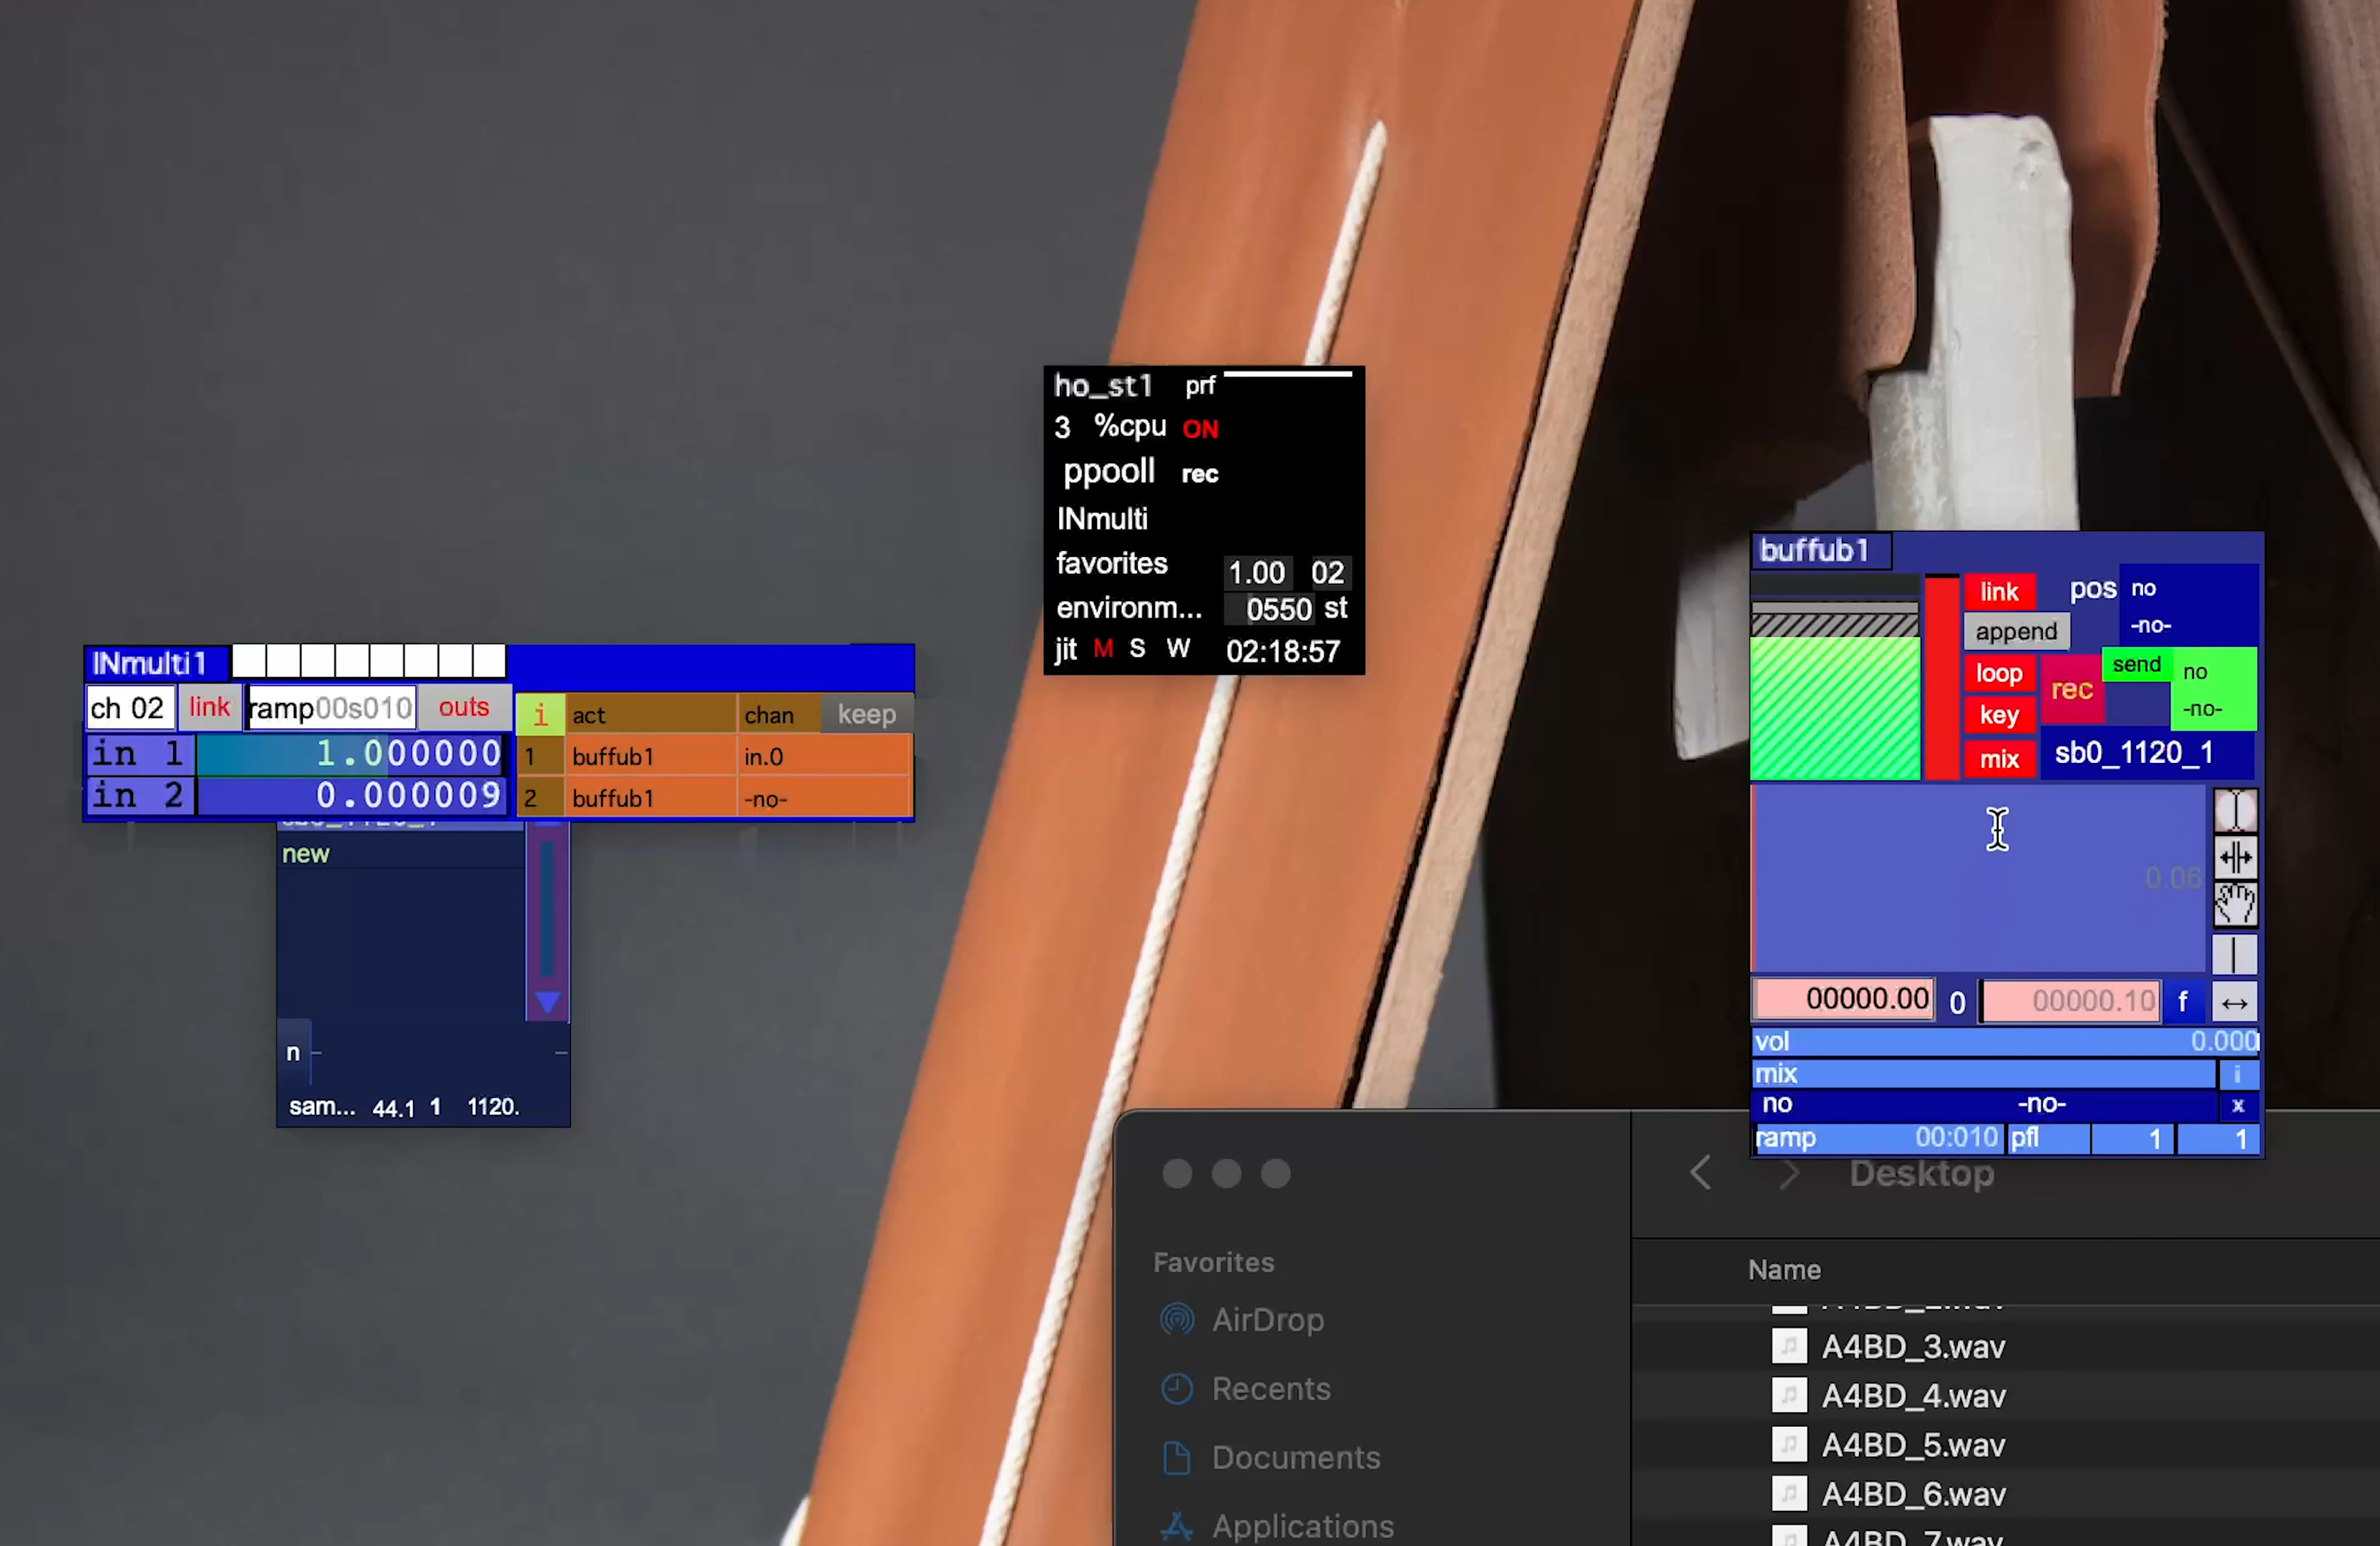 ho_st1 prf
3 %cpu ON
ppooll rec
INmulti
favorites 1.00 02
environm... 0550 st
jit M S W 02:18:57
INmulti1
ch 02 link ramp00s010 outs
in 1 1.000000
in 2 0.000009
i act chan keep
1 buffub1 in.0
2 buffub1 -no-
new
n
sam... 44.1 1 1120.
buffub1
link pos no
append -no-
loop rec send no
key -no-
mix sb0_1120_1
0.06
00000.00 0 00000.10 f
vol 0.000
mix i
no -no- x
ramp 00:010 pfl 1 1
Desktop
Favorites
AirDrop
Recents
Documents
Applications
Name
A4BD_3.wav
A4BD_4.wav
A4BD_5.wav
A4BD_6.wav
A4BD_7.wav